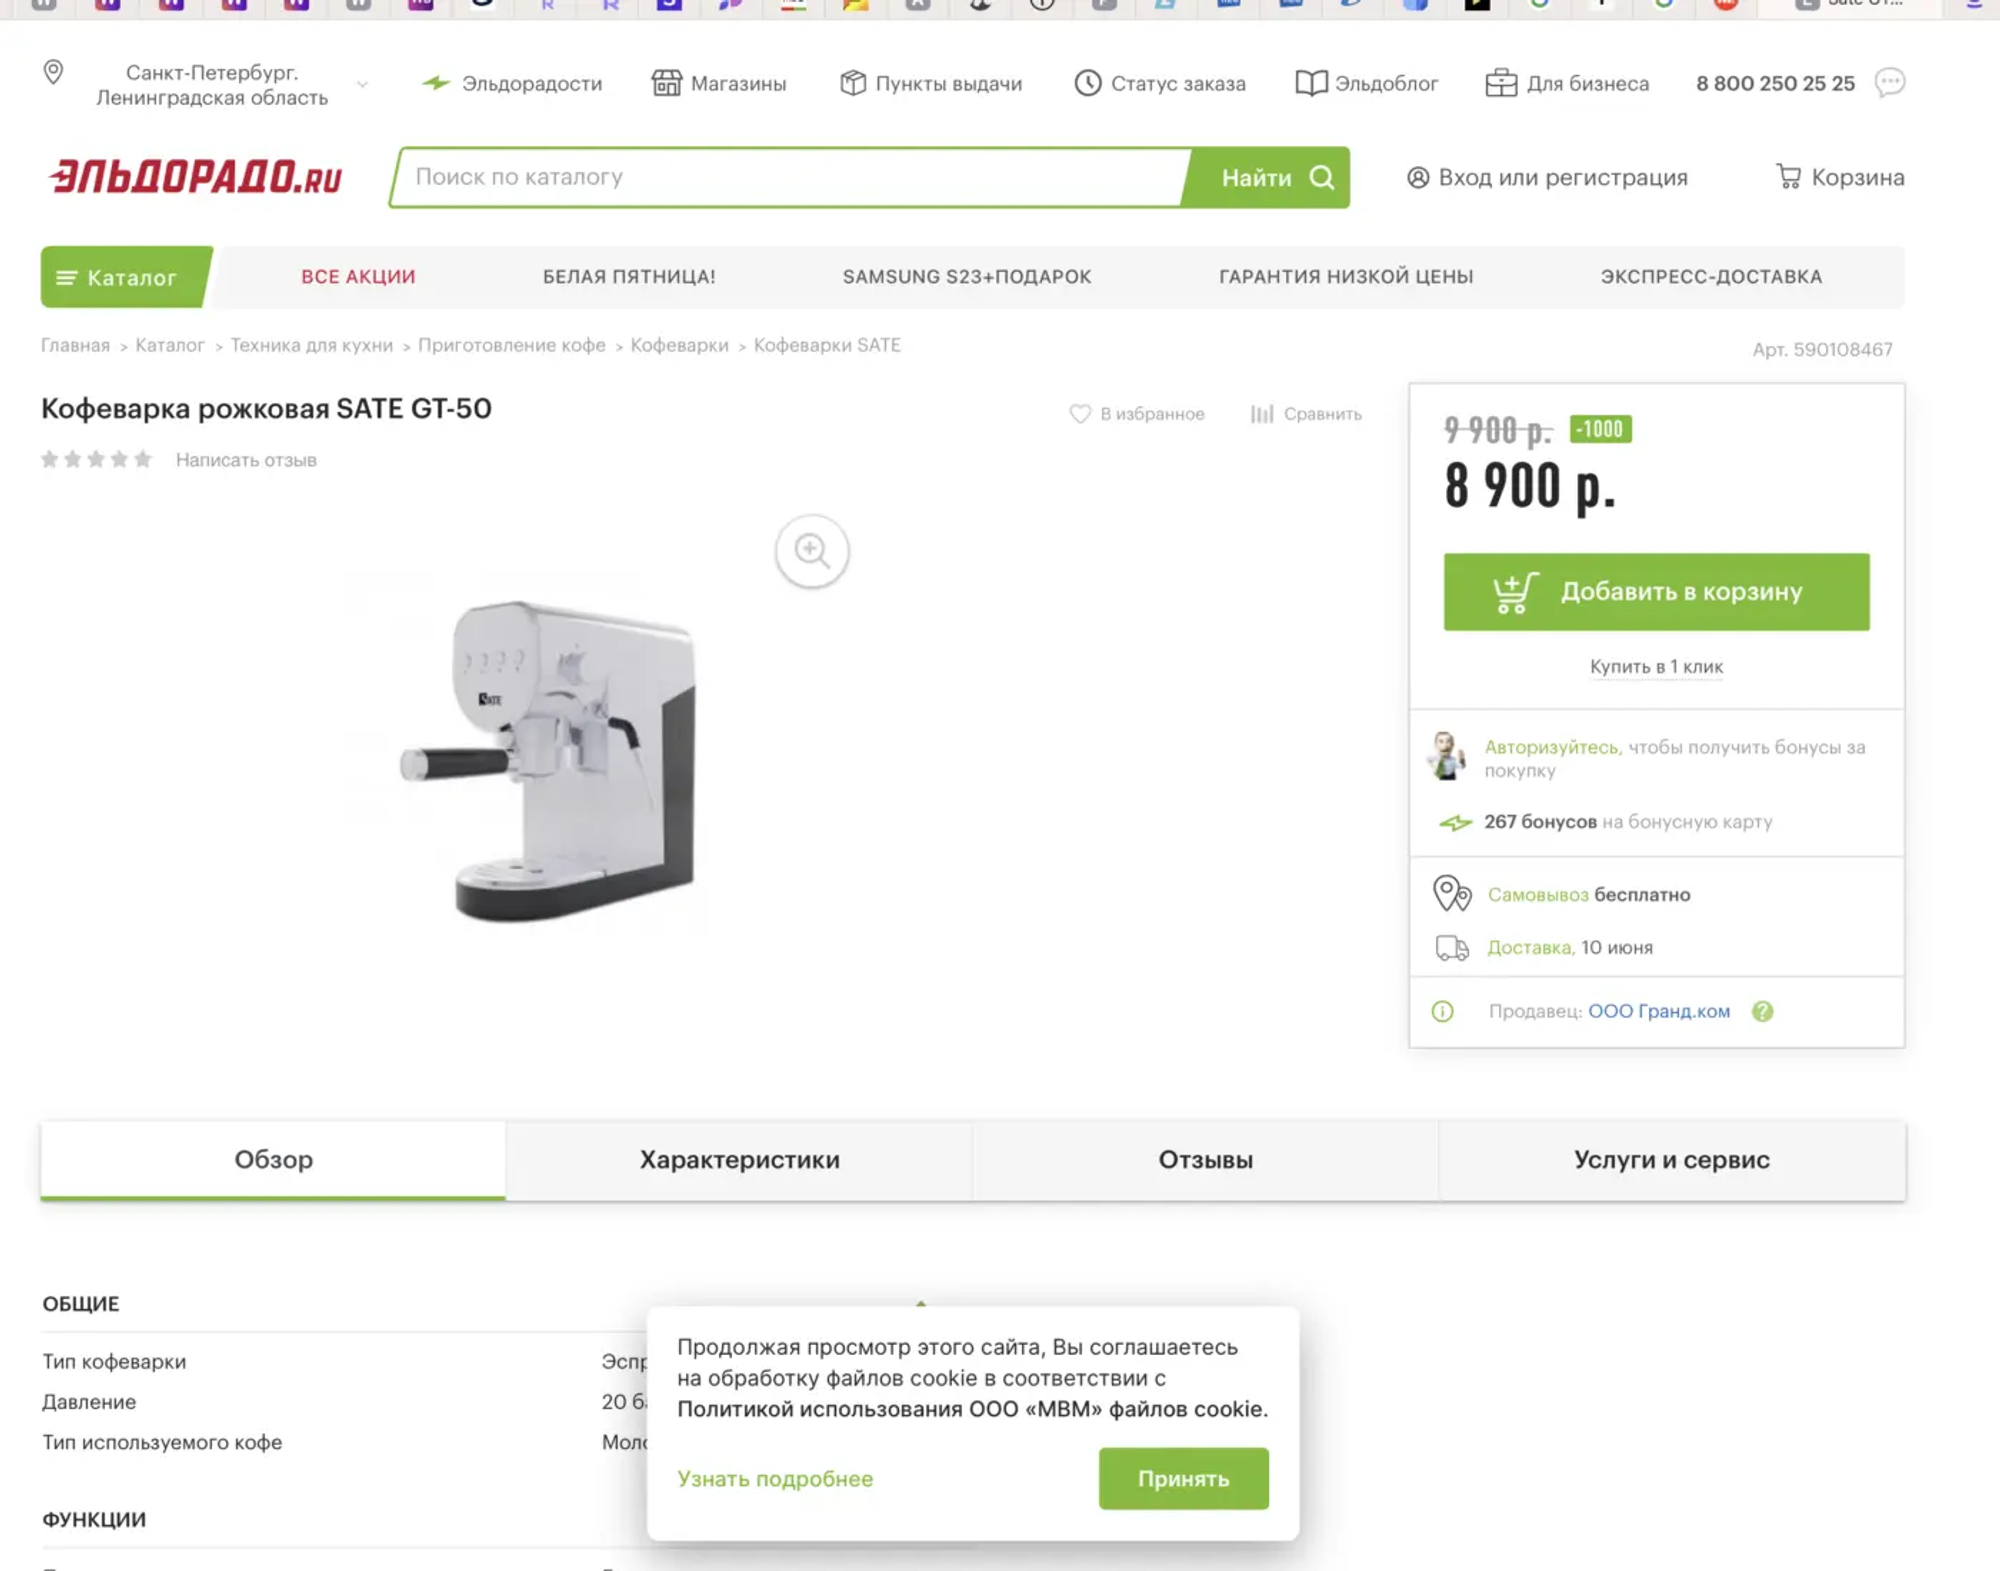 Санкт-Петербург.
Ленинградская область
Эльдорадости
Магазины
Пункты выдачи
Статус заказа
Эльдоблог
Для бизнеса
8 800 250 25 25
ЭЛЬДОРАДО.RU
Поиск по каталогу
Найти
Вход или регистрация
Корзина
Каталог
ВСЕ АКЦИИ
БЕЛАЯ ПЯТНИЦА!
SAMSUNG S23+ПОДАРОК
ГАРАНТИЯ НИЗКОЙ ЦЕНЫ
ЭКСПРЕСС-ДОСТАВКА
Главная > Каталог > Техника для кухни > Приготовление кофе > Кофеварки > Кофеварки SATE
Арт. 590108467
Кофеварка рожковая SATE GT-50
В избранное
Сравнить
Написать отзыв
9 900 р. -1000
8 900 р.
Добавить в корзину
Купить в 1 клик
SATE
Авторизуйтесь, чтобы получить бонусы за
покупку
267 бонусов на бонусную карту
Самовывоз бесплатно
Доставка, 10 июня
Продавец: ООО Гранд.ком ?
Обзор
Характеристики
Отзывы
Услуги и сервис
ОБЩИЕ
Тип кофеварки
Давление
20
Тип используемого кофе
ФУНКЦИИ
Продолжая просмотр этого сайта, Вы соглашаетесь
на обработку файлов cookie в соответствии с
Политикой использования ООО «МВМ» файлов cookie.
Узнать подробнее
Принять